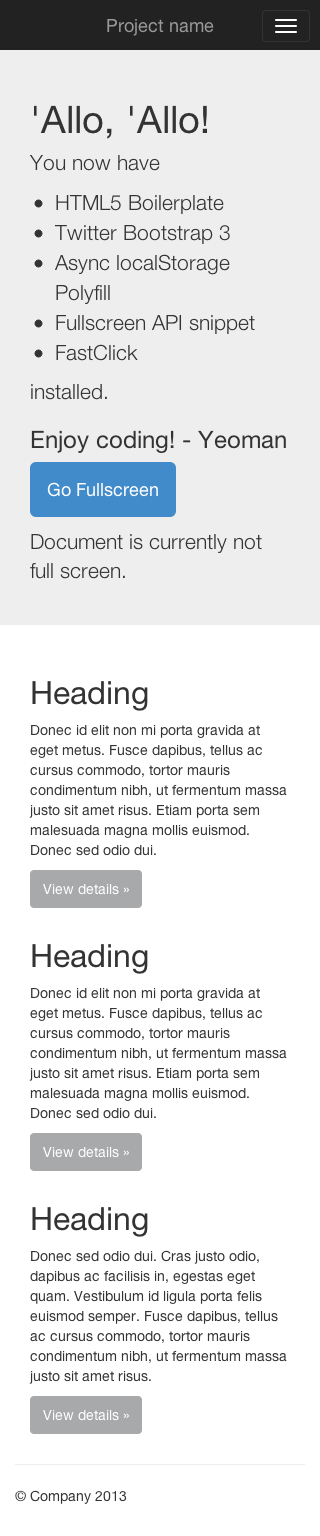 Project name
'Allo, 'Allo!
You now have
HTML5 Boilerplate
Twitter Bootstrap 3
Async localStorage
Polyfill
Fullscreen API snippet
FastClick
installed.
Enjoy coding! - Yeoman
Go Fullscreen
Document is currently not
full screen.
Heading
Donec id elit non mi porta gravida at
eget metus. Fusce dapibus, tellus ac
cursus commodo, tortor mauris
condimentum nibh, ut fermentum massa
justo sit amet risus. Etiam porta sem
malesuada magna mollis euismod.
Donec sed odio dui.
View details »
Heading
Donec id elit non mi porta gravida at
eget metus. Fusce dapibus, tellus ac
cursus commodo, tortor mauris
condimentum nibh, ut fermentum massa
justo sit amet risus. Etiam porta sem
malesuada magna mollis euismod.
Donec sed odio dui.
View details »
Heading
Donec sed odio dui. Cras justo odio,
dapibus ac facilisis in, egestas eget
quam. Vestibulum id ligula porta felis
euismod semper. Fusce dapibus, tellus
ac cursus commodo, tortor mauris
condimentum nibh, ut fermentum massa
justo sit amet risus.
View details »
© Company 2013